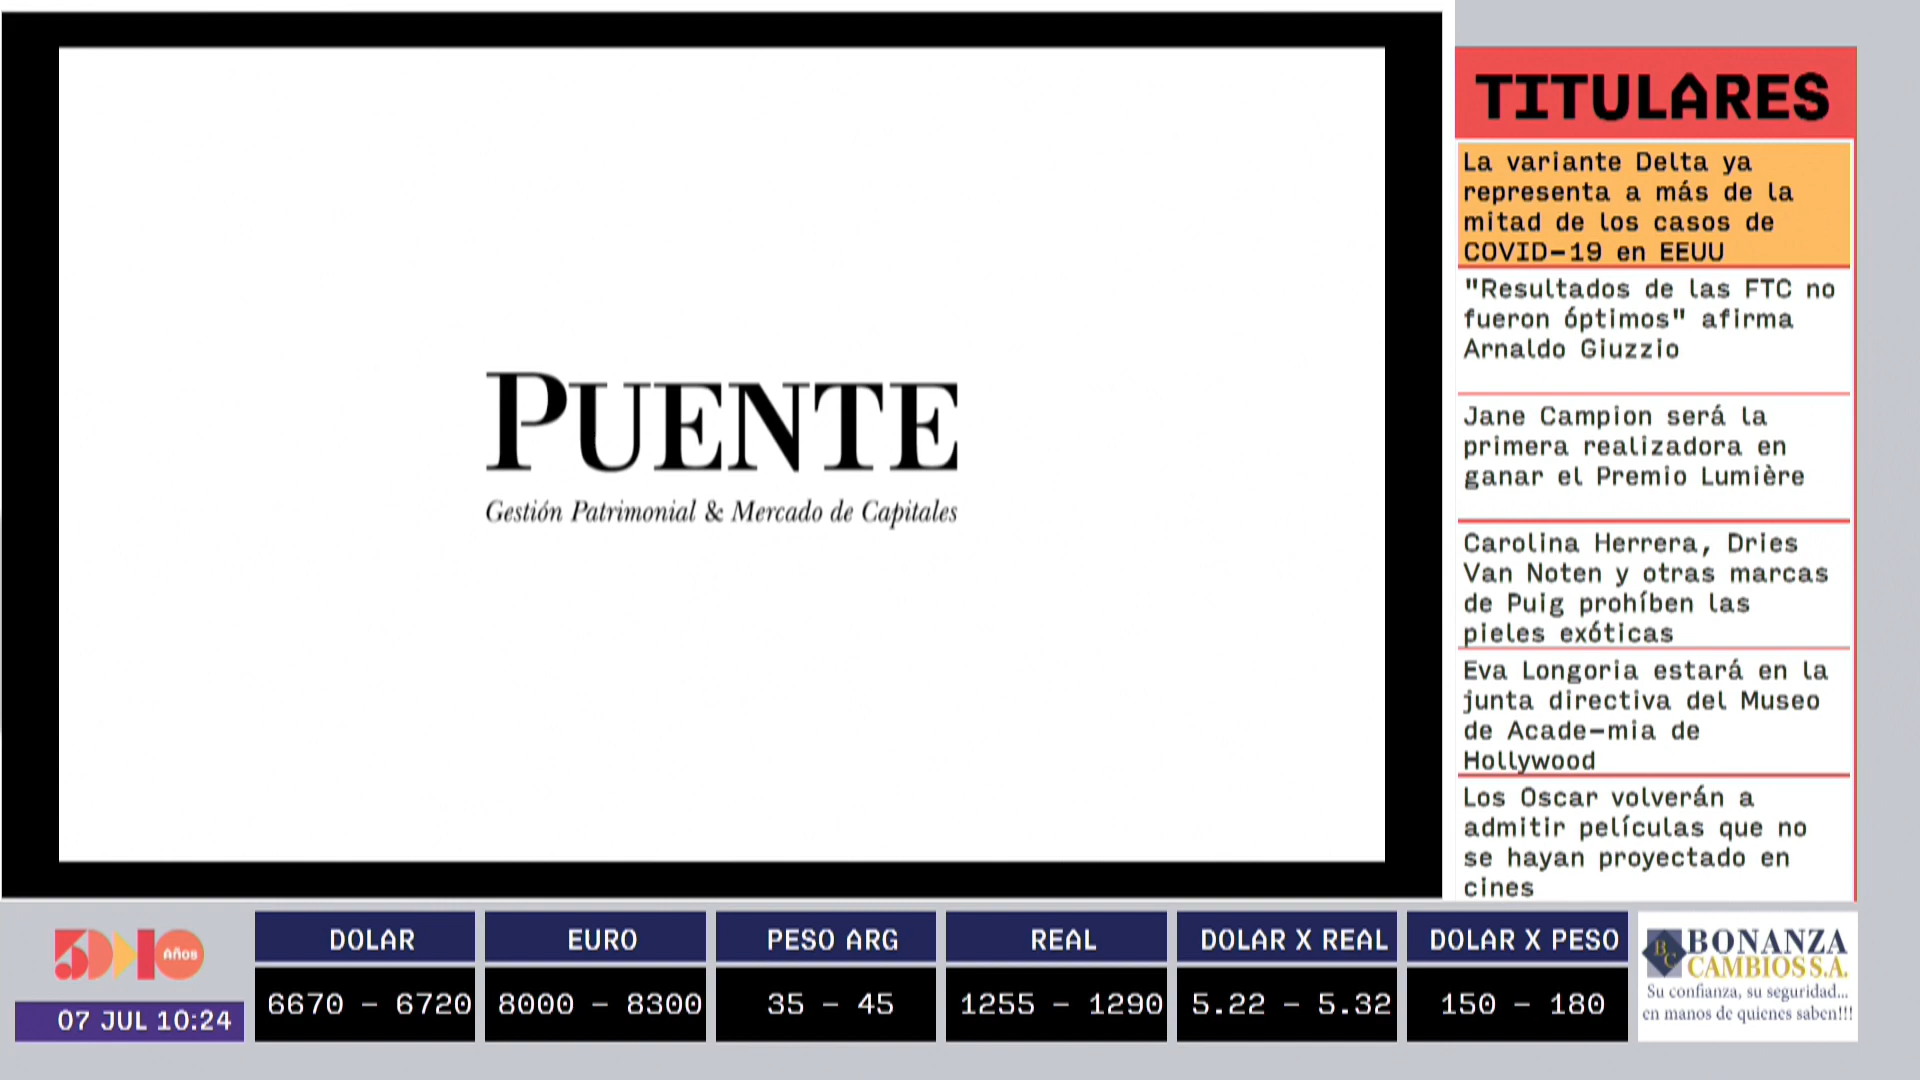 PUENTE
Gestión Patrimonial & Mercado de Capitales
TITULARES
La variante Delta ya
representa a más de la
mitad de los casos de
COVID-19 en EEUU
"Resultados de las FTC no
fueron óptimos" afirma
Arnaldo Giuzzio
Jane Campion será la
primera realizadora en
ganar el Premio Lumière
Carolina Herrera, Dries
Van Noten y otras marcas
de Puig prohíben las
pieles exóticas
Eva Longoria estará en la
junta directiva del Museo
de Acade-mia de
Hollywood
Los Oscar volverán a
admitir películas que no
se hayan proyectado en
cines
5D 10 Años
07 JUL 10:24
DOLAR
6670 - 6720
EURO
8000 - 8300
PESO ARG
35 - 45
REAL
1255 - 1290
DOLAR X REAL
5.22 - 5.32
DOLAR X PESO
150 - 180
BC BONANZA
CAMBIOS S.A.
Su confianza, su seguridad...
en manos de quienes saben!!!